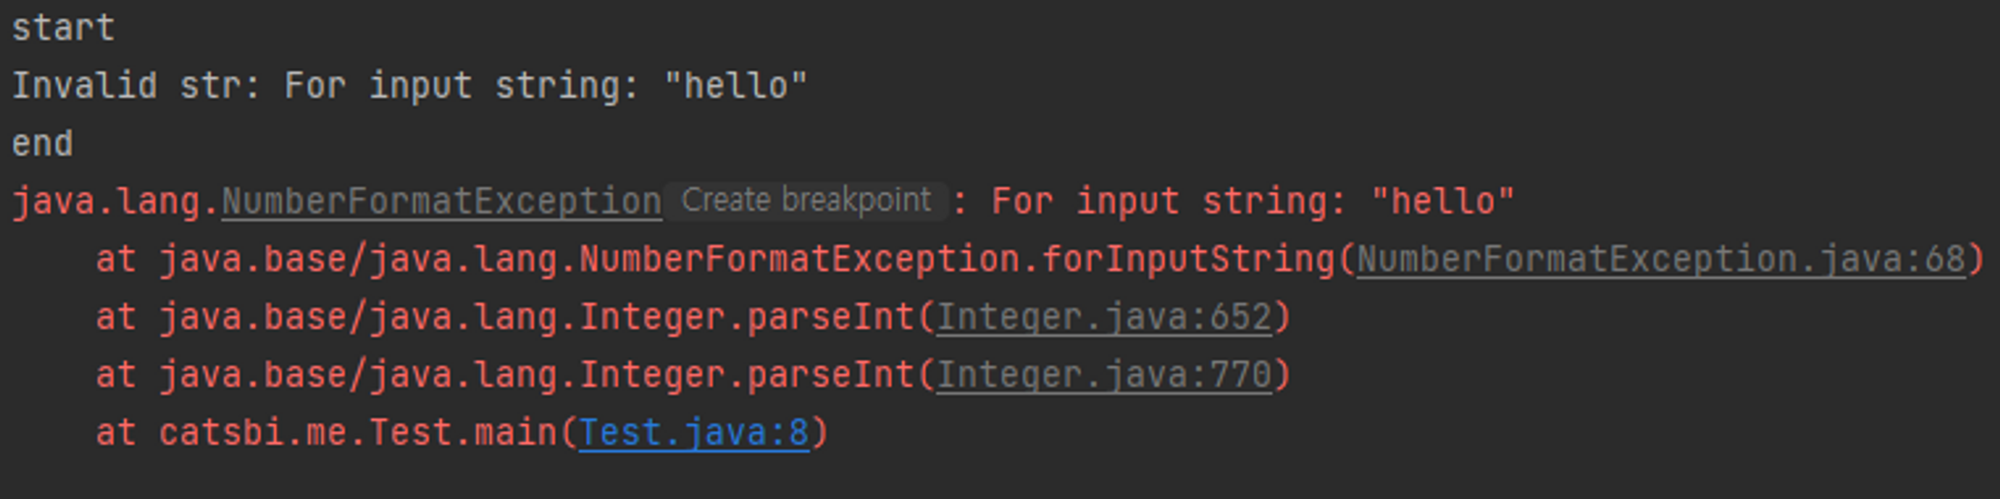 start
Invalid str: For input string: "hello"
end
java.lang.NumberFormatException Create breakpoint : For input string: "hello"
    at java.base/java.lang.NumberFormatException.forInputString(NumberFormatException.java:68)
    at java.base/java.lang.Integer.parseInt(Integer.java:652)
    at java.base/java.lang.Integer.parseInt(Integer.java:770)
    at catsbi.me.Test.main(Test.java:8)